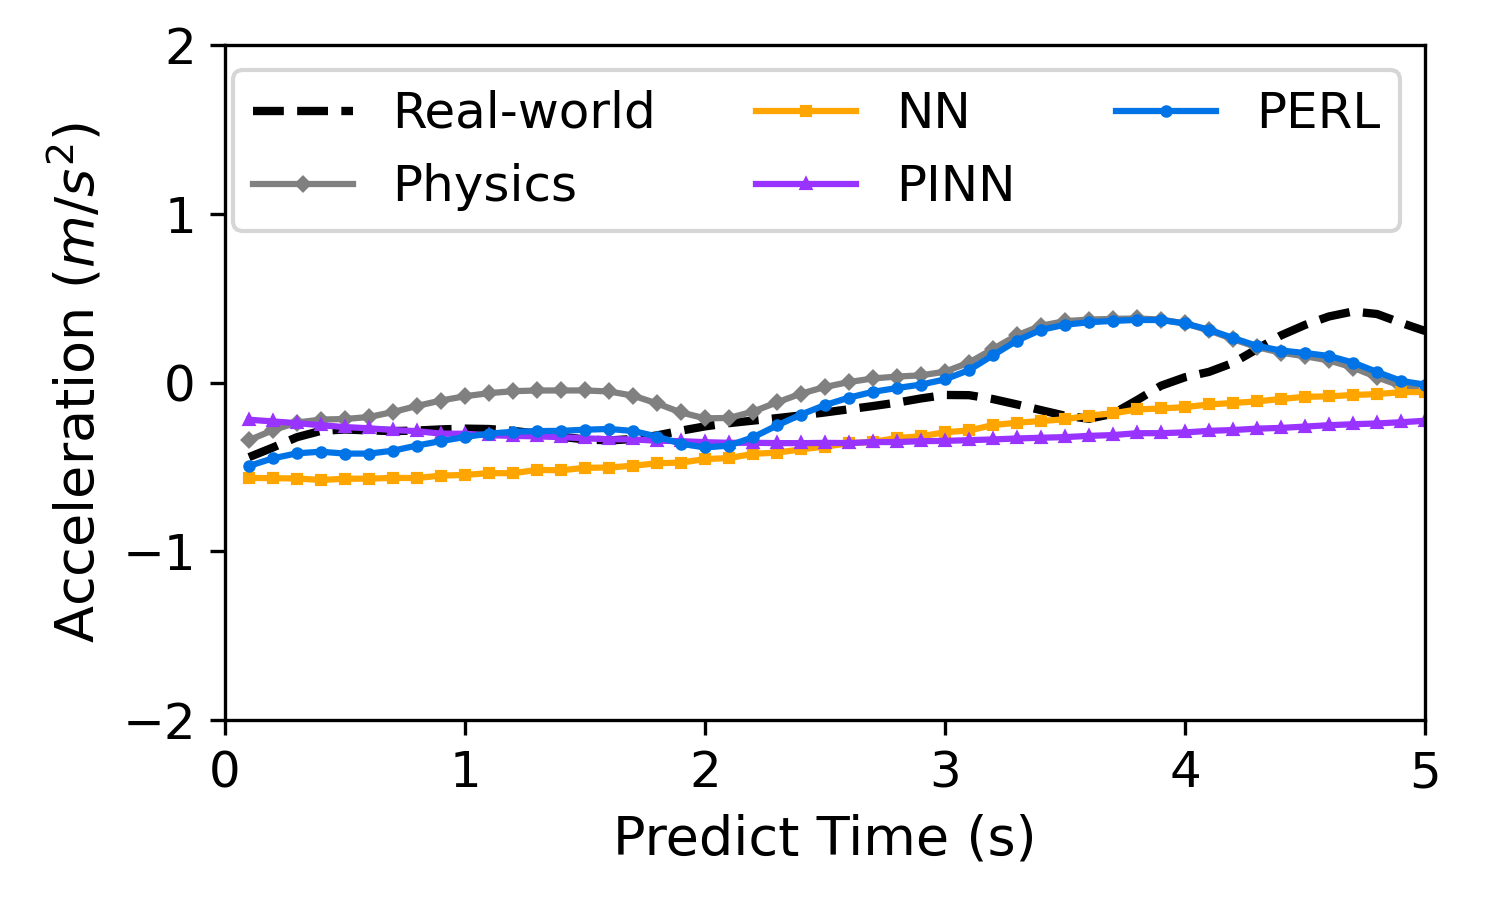 2
1
0
−1
−2
Acceleration (m/s²)
Real-world
Physics
NN
PINN
PERL
0 1 2 3 4 5
Predict Time (s)